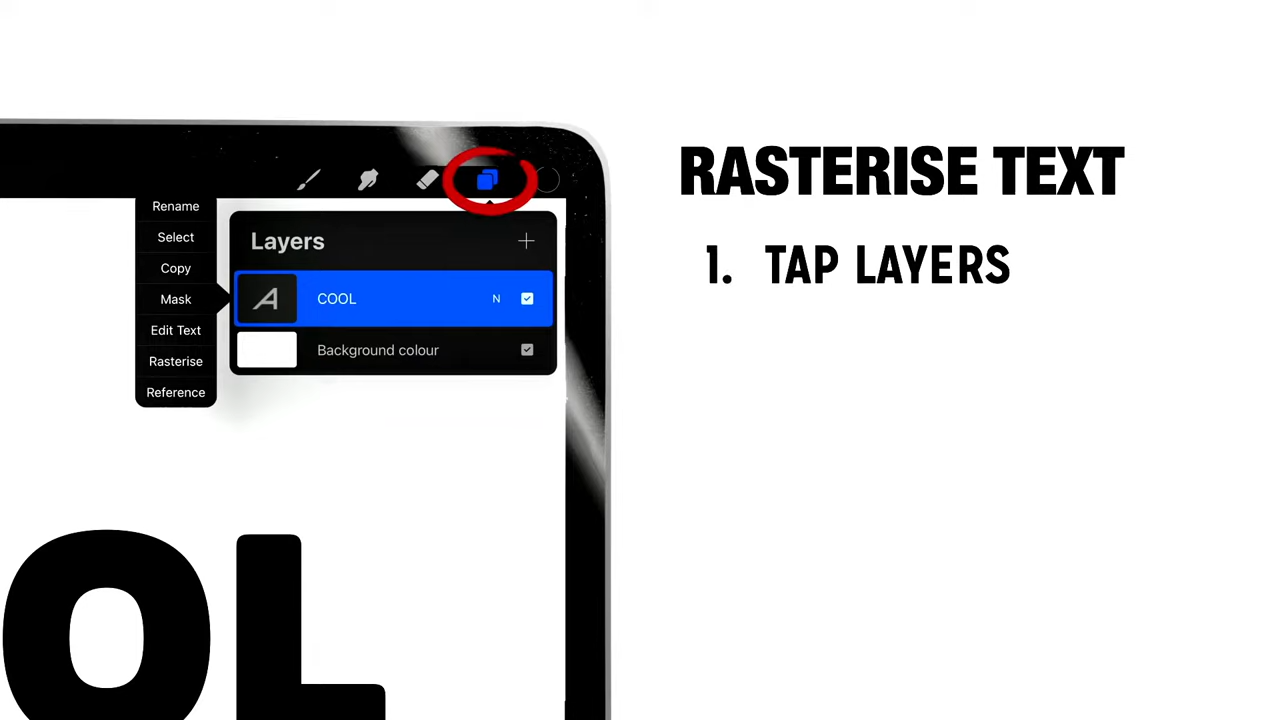 RASTERISE TEXT
1. TAP LAYERS
Rename
Select
Copy
Mask
Edit Text
Rasterise
Reference
Layers
COOL N
Background colour
OL